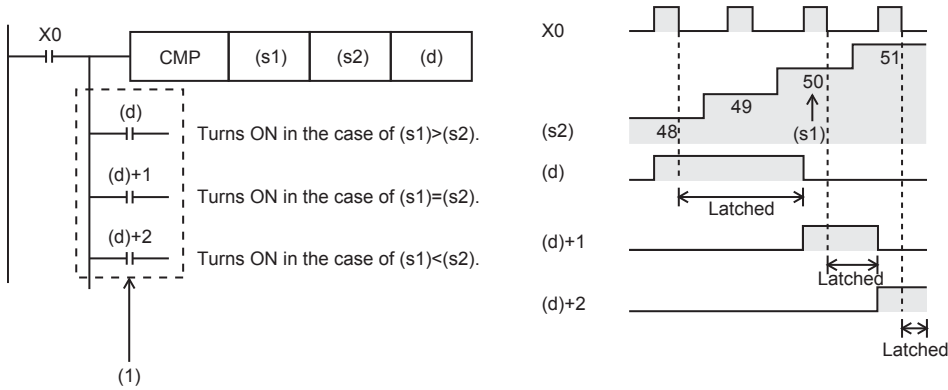 X0
CMP (s1) (s2) (d)
(d)
Turns ON in the case of (s1)>(s2).
(d)+1
Turns ON in the case of (s1)=(s2).
(d)+2
Turns ON in the case of (s1)<(s2).
(1)
X0
51
50
49
(s1)
48
(s2)
(d)
Latched
(d)+1
Latched
(d)+2
Latched